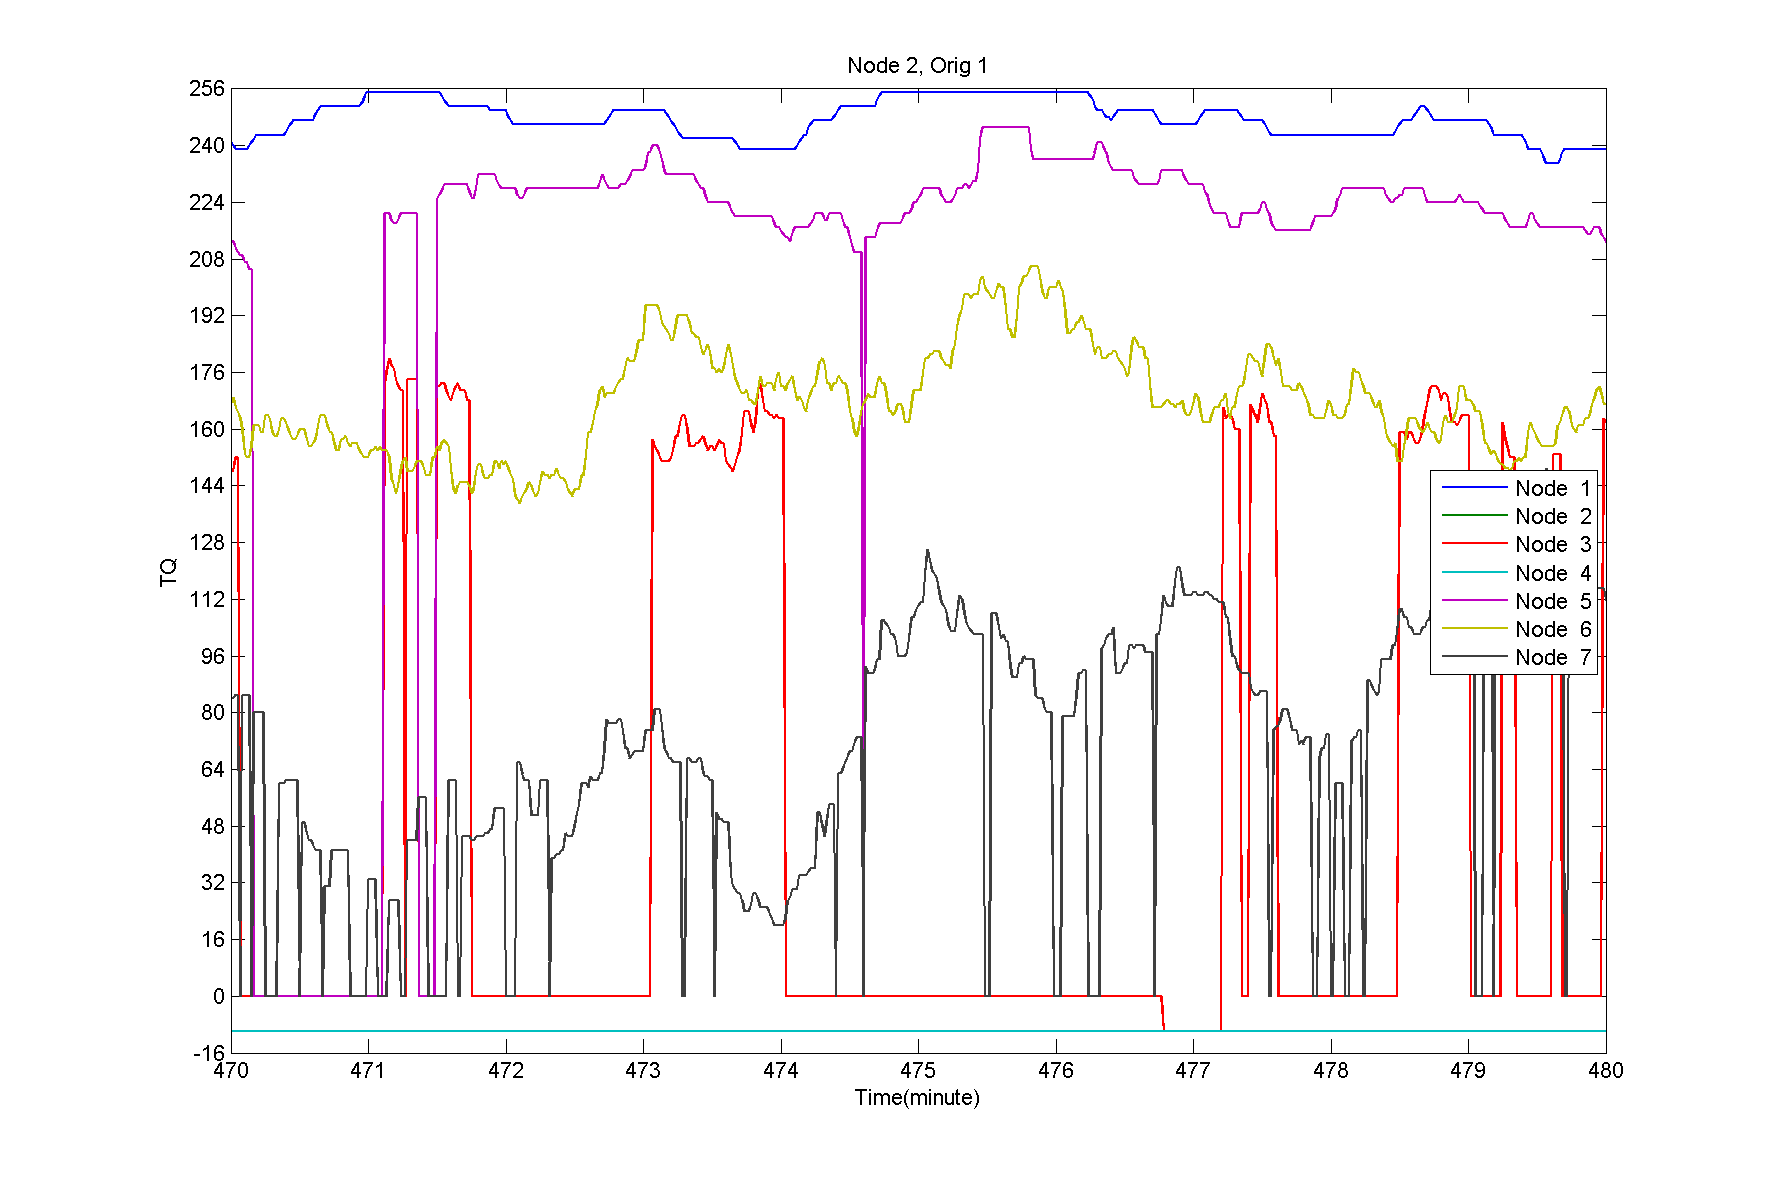 Node 2, Orig 1
256
240
224
208
192
176
160
144
128
112
96
80
64
48
32
16
0
-16
TQ
Node 1
Node 2
Node 3
Node 4
Node 5
Node 6
Node 7
470 471 472 473 474 475 476 477 478 479 480
Time(minute)